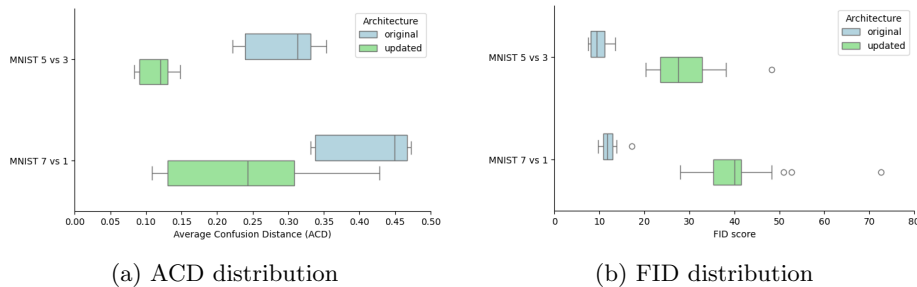 Architecture
original
updated
MNIST 5 vs 3
MNIST 7 vs 1
0.00 0.05 0.10 0.15 0.20 0.25 0.30 0.35 0.40 0.45 0.50
Average Confusion Distance (ACD)
(a) ACD distribution
Architecture
original
updated
MNIST 5 vs 3
MNIST 7 vs 1
0 10 20 30 40 50 60 70 80
FID score
(b) FID distribution